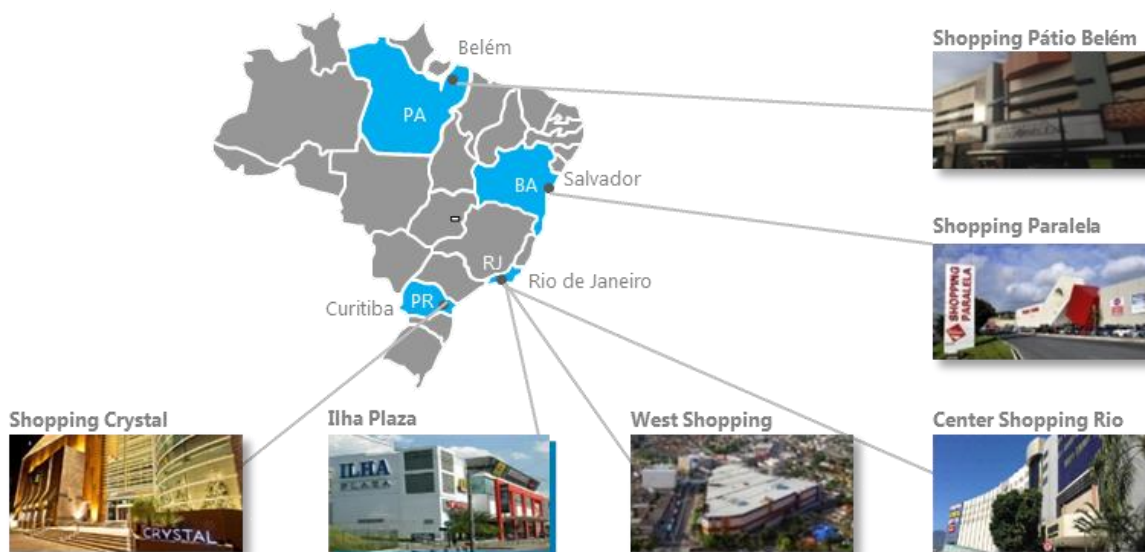 Belém
Shopping Pátio Belém
PA
BA
Salvador
Shopping Paralela
SHOPPING
PARALELA
RJ
Rio de Janeiro
PR
Curitiba
Shopping Crystal
Ilha Plaza
West Shopping
Center Shopping Rio
ILHA
PLAZA
CRYSTAL